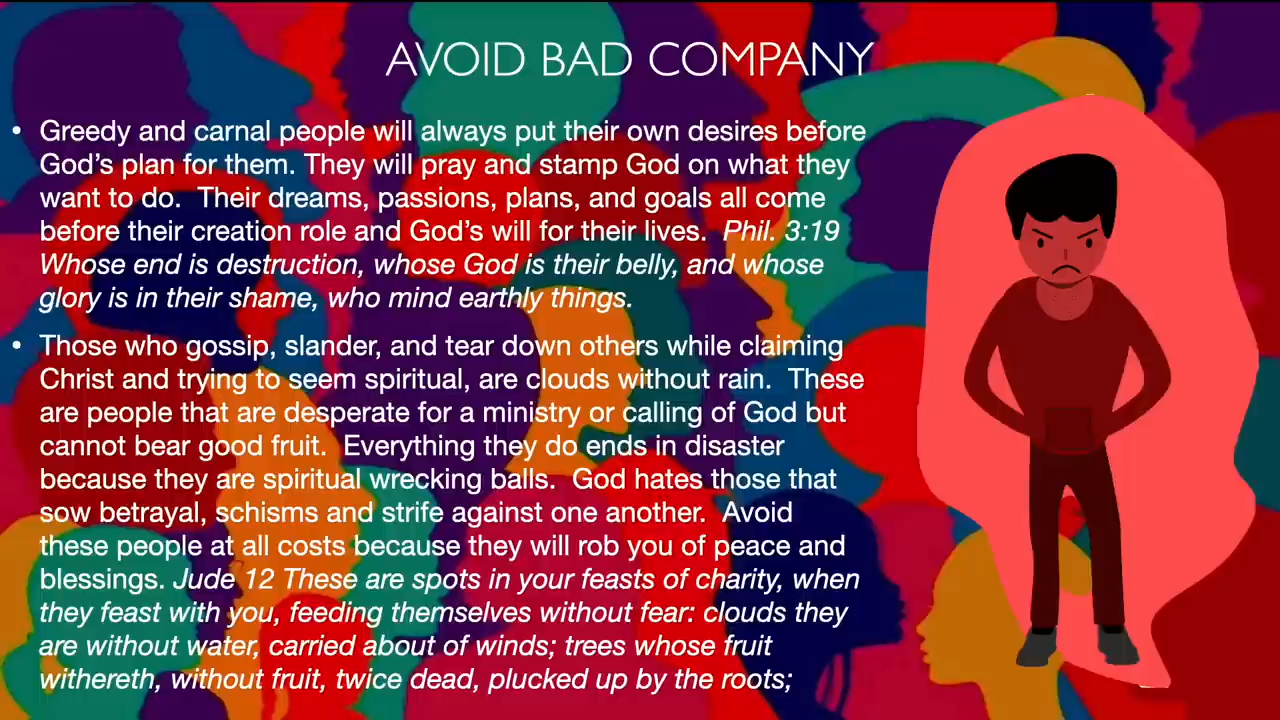 AVOID BAD COMPANY
• Greedy and carnal people will always put their own desires before
God’s plan for them. They will pray and stamp God on what they
want to do.  Their dreams, passions, plans, and goals all come
before their creation role and God’s will for their lives.  Phil. 3:19
Whose end is destruction, whose God is their belly, and whose
glory is in their shame, who mind earthly things.
• Those who gossip, slander, and tear down others while claiming
Christ and trying to seem spiritual, are clouds without rain.  These
are people that are desperate for a ministry or calling of God but
cannot bear good fruit.  Everything they do ends in disaster
because they are spiritual wrecking balls.  God hates those that
sow betrayal, schisms and strife against one another.  Avoid
these people at all costs because they will rob you of peace and
blessings. Jude 12 These are spots in your feasts of charity, when
they feast with you, feeding themselves without fear: clouds they
are without water, carried about of winds; trees whose fruit
withereth, without fruit, twice dead, plucked up by the roots;